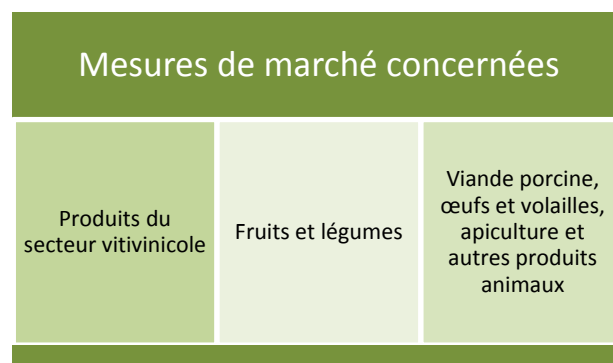 Mesures de marché concernées
Produits du
secteur vitivinicole
Fruits et légumes
Viande porcine,
œufs et volailles,
apiculture et
autres produits
animaux